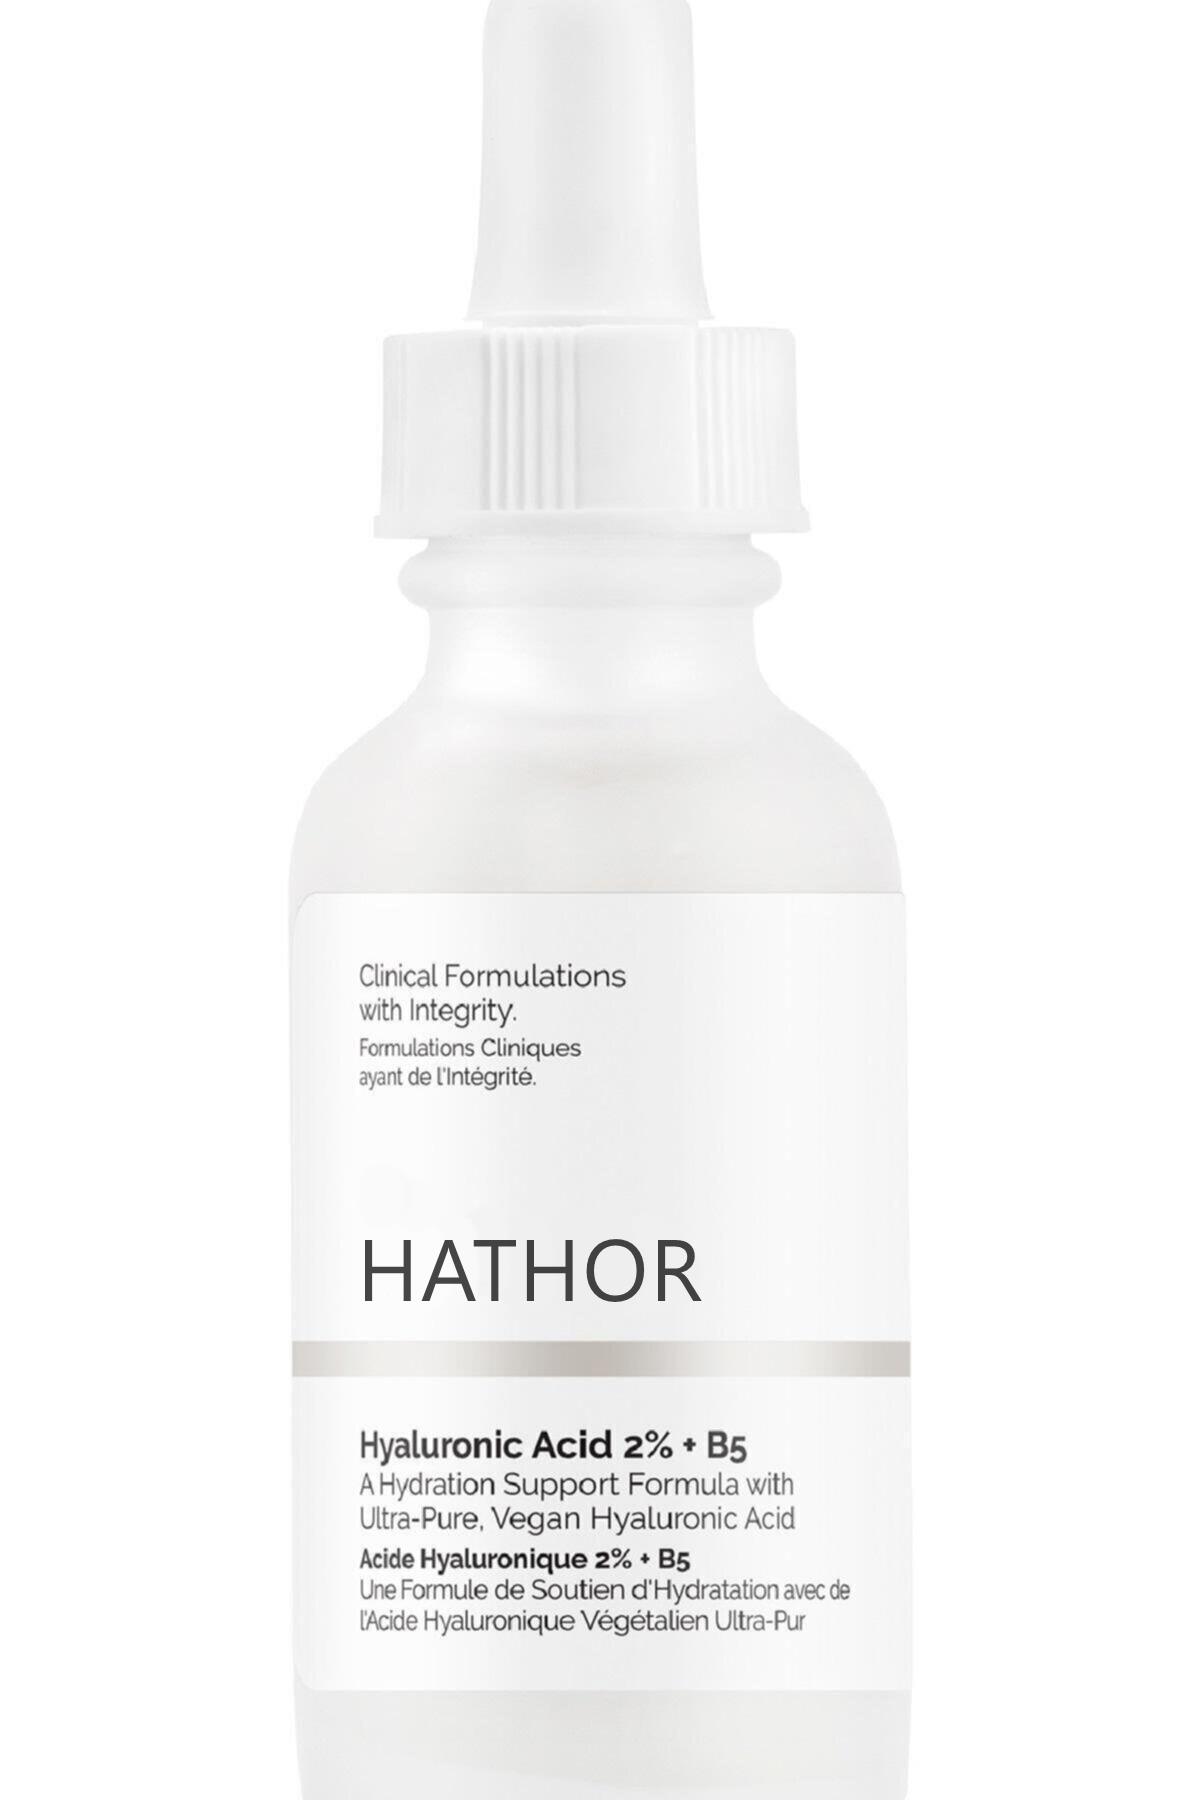 Clinical Formulations
with Integrity.
Formulations Cliniques
ayant de l'Intégrité.
HATHOR
Hyaluronic Acid 2% + B5
A Hydration Support Formula with
Ultra-Pure, Vegan Hyaluronic Acid
Acide Hyaluronique 2% + B5
Une Formule de Soutien d'Hydratation avec de
l'Acide Hyaluronique Végétalien Ultra-Pur